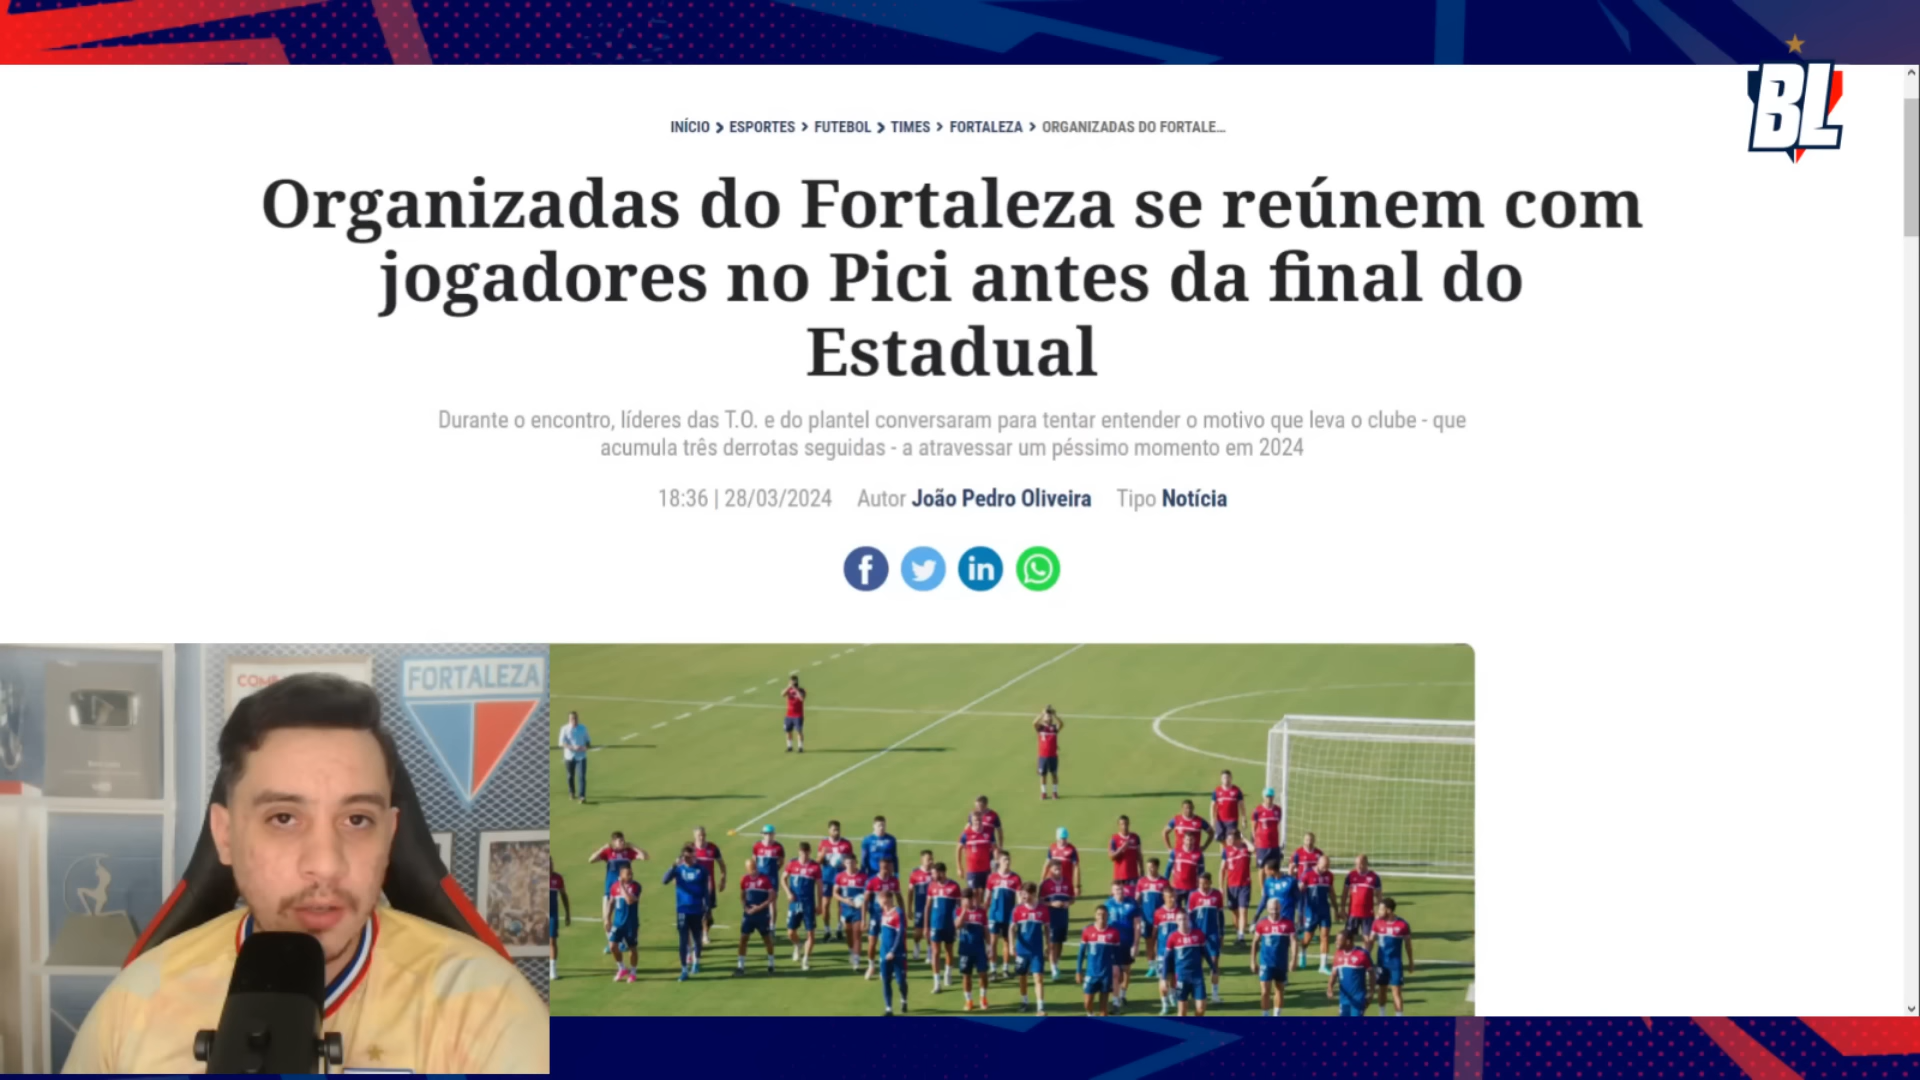 BL
INÍCIO > ESPORTES > FUTEBOL > TIMES > FORTALEZA > ORGANIZADAS DO FORTALE...
Organizadas do Fortaleza se reúnem com
jogadores no Pici antes da final do
Estadual
Durante o encontro, líderes das T.O. e do plantel conversaram para tentar entender o motivo que leva o clube - que
acumula três derrotas seguidas - a atravessar um péssimo momento em 2024
18:36 | 28/03/2024 Autor João Pedro Oliveira Tipo Notícia
f in
FORTALEZA